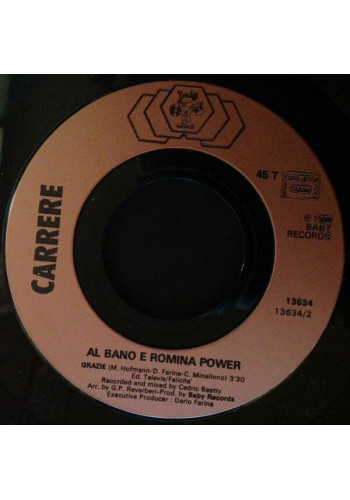 CARRERE
45 T
BABY
RECORDS
13634
13634/2
AL BANO E ROMINA POWER
GRAZIE (M. Hofmann-D. Farina-C. Minellono) 3'30
Ed. Televis/Felicita'
Recorded and mixed by Cedric Beatty
Arr. by G.P. Reverberi-Prod. by Baby Records
Executive Producer : Dario Farina